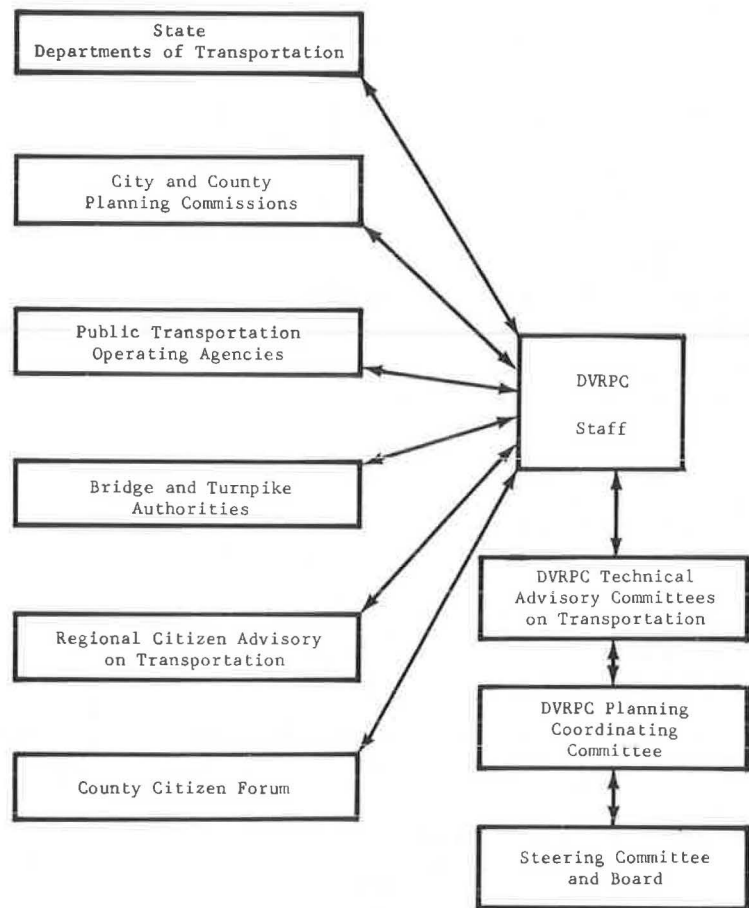 State
Departments of Transportation
City and County
Planning Commissions
Public Transportation
Operating Agencies
Bridge and Turnpike
Authorities
Regional Citizen Advisory
on Transportation
County Citizen Forum
DVRPC
Staff
DVRPC Technical
Advisory Committees
on Transportation
DVRPC Planning
Coordinating
Committee
Steering Committee
and Board